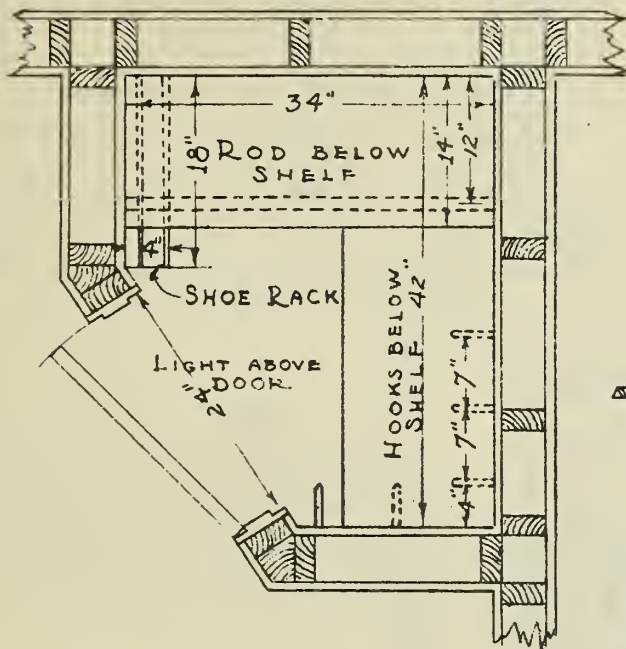 34"
18"
ROD BELOW
SHELF
14"
12"
4"
SHOE RACK
LIGHT ABOVE
DOOR
24"
HOOKS BELOW
SHELF
42"
7"
7"
4"